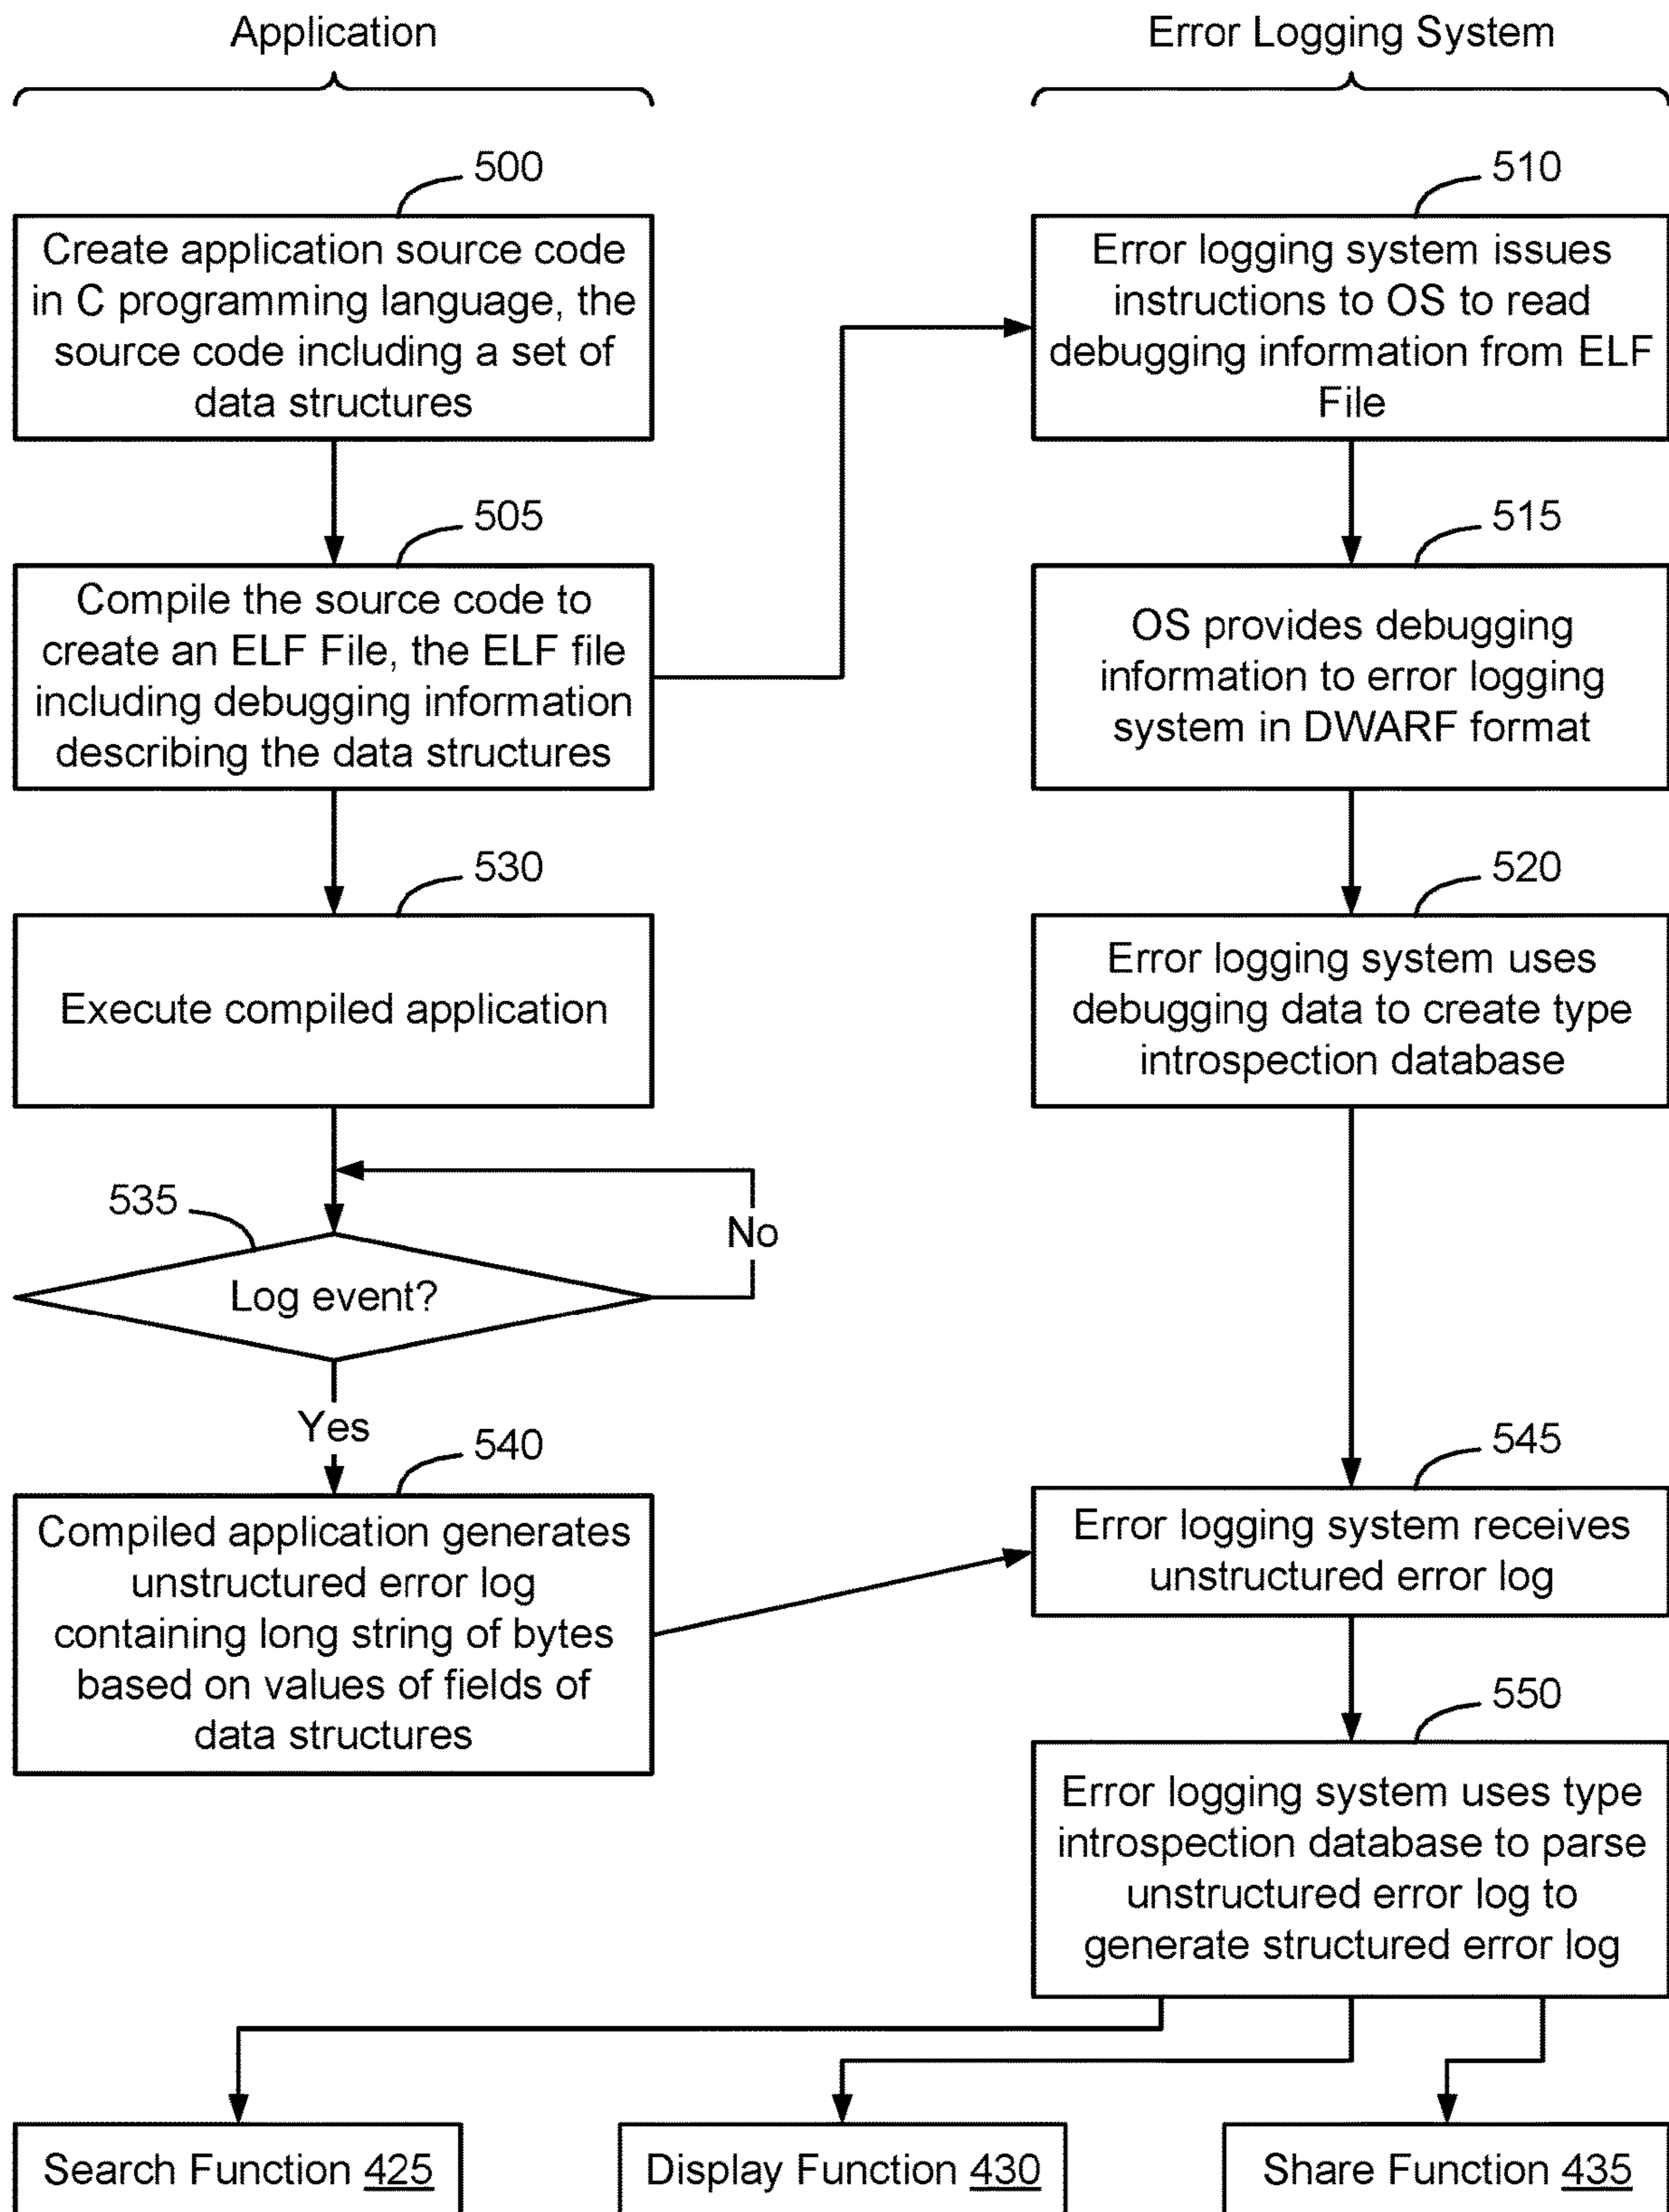 Application
Error Logging System
500
Create application source code
in C programming language, the
source code including a set of
data structures
510
Error logging system issues
instructions to OS to read
debugging information from ELF
File
505
Compile the source code to
create an ELF File, the ELF file
including debugging information
describing the data structures
515
OS provides debugging
information to error logging
system in DWARF format
530
Execute compiled application
520
Error logging system uses
debugging data to create type
introspection database
535
Log event?
No
Yes
540
Compiled application generates
unstructured error log
containing long string of bytes
based on values of fields of
data structures
545
Error logging system receives
unstructured error log
550
Error logging system uses type
introspection database to parse
unstructured error log to
generate structured error log
Search Function 425
Display Function 430
Share Function 435